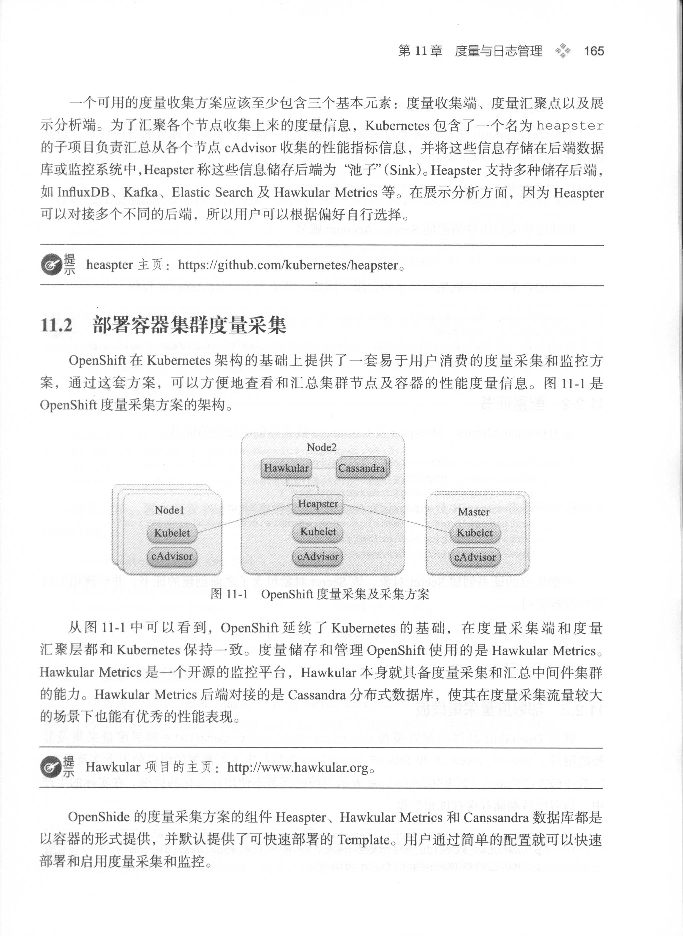 第 11 章 度量与日志管理 165
一个可用的度量收集方案应该至少包含三个基本元素：度量收集端、度量汇聚点以及展
示分析端。为了汇聚各个节点收集上来的度量信息，Kubernetes 包含了一个名为 heapster
的子项目负责汇总从各个节点 cAdvisor 收集的性能指标信息，并将这些信息存储在后端数据
库或监控系统中，Heapster 称这些信息储存后端为“池子”（Sink）。Heapster 支持多种储存后端，
如 InfluxDB、Kafka、Elastic Search 及 Hawkular Metrics 等。在展示分析方面，因为 Heaspter
可以对接多个不同的后端，所以用户可以根据偏好自行选择。
提示 heaspter 主页：https://github.com/kubernetes/heapster。
11.2 部署容器集群度量采集
OpenShift 在 Kubernetes 架构的基础上提供了一套易于用户消费的度量采集和监控方
案，通过这套方案，可以方便地查看和汇总集群节点及容器的性能度量信息。图 11-1 是
OpenShift 度量采集方案的架构。
Node2
Hawkular Cassandra
Node1 Heapster Master
Kubelet Kubelet Kubelet
cAdvisor cAdvisor cAdvisor
图 11-1 OpenShift 度量采集及采集方案
从图 11-1 中可以看到，OpenShift 延续了 Kubernetes 的基础，在度量采集端和度量
汇聚层都和 Kubernetes 保持一致。度量储存和管理 OpenShift 使用的是 Hawkular Metrics。
Hawkular Metrics 是一个开源的监控平台，Hawkular 本身就具备度量采集和汇总中间件集群
的能力。Hawkular Metrics 后端对接的是 Cassandra 分布式数据库，使其在度量采集流量较大
的场景下也能有优秀的性能表现。
提示 Hawkular 项目的主页：http://www.hawkular.org。
OpenShide 的度量采集方案的组件 Heaspter、Hawkular Metrics 和 Canssandra 数据库都是
以容器的形式提供，并默认提供了可快速部署的 Template。用户通过简单的配置就可以快速
部署和启用度量采集和监控。